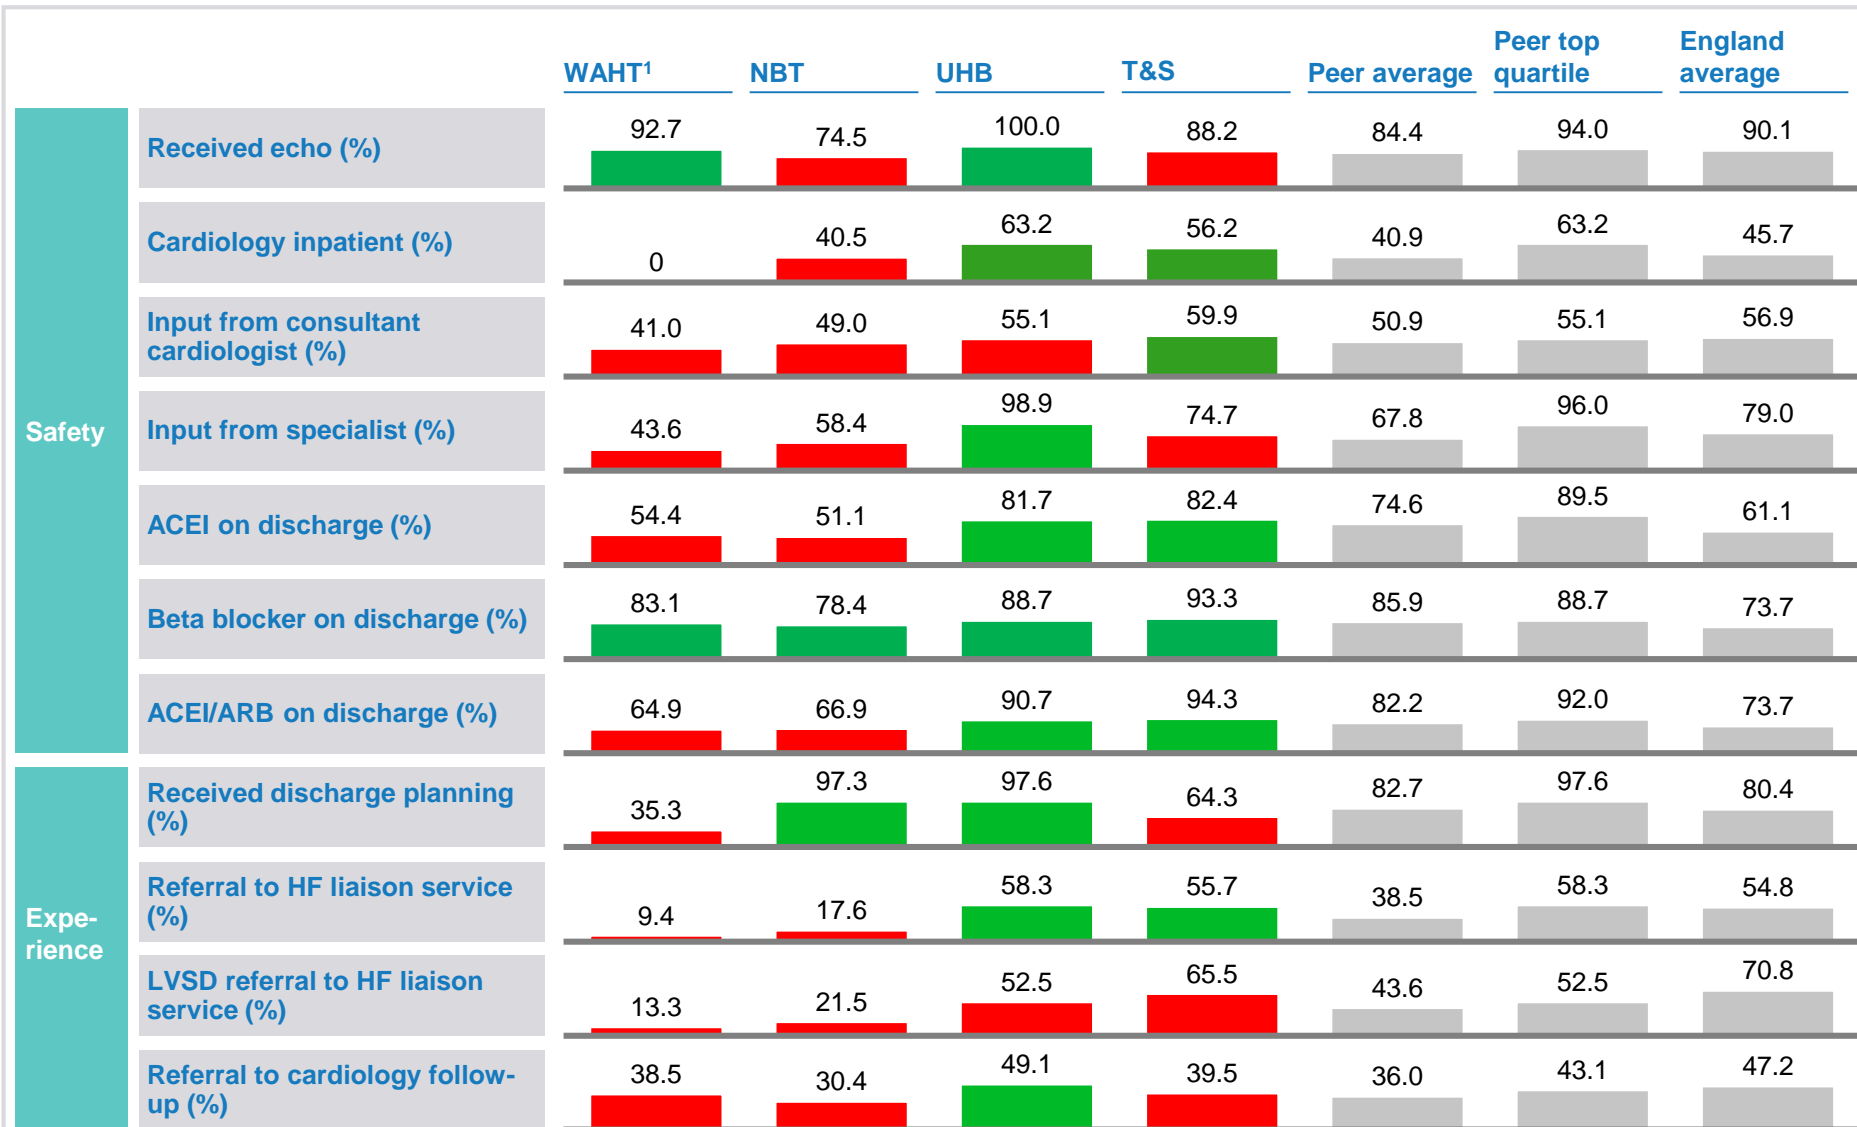 WAHT1 NBT UHB T&S Peer average Peer top quartile England average
Safety
Received echo (%) 92.7 74.5 100.0 88.2 84.4 94.0 90.1
Cardiology inpatient (%) 0 40.5 63.2 56.2 40.9 63.2 45.7
Input from consultant
cardiologist (%) 41.0 49.0 55.1 59.9 50.9 55.1 56.9
Input from specialist (%) 43.6 58.4 98.9 74.7 67.8 96.0 79.0
ACEI on discharge (%) 54.4 51.1 81.7 82.4 74.6 89.5 61.1
Beta blocker on discharge (%) 83.1 78.4 88.7 93.3 85.9 88.7 73.7
ACEI/ARB on discharge (%) 64.9 66.9 90.7 94.3 82.2 92.0 73.7
Expe-
rience
Received discharge planning
(%) 35.3 97.3 97.6 64.3 82.7 97.6 80.4
Referral to HF liaison service
(%) 9.4 17.6 58.3 55.7 38.5 58.3 54.8
LVSD referral to HF liaison
service (%) 13.3 21.5 52.5 65.5 43.6 52.5 70.8
Referral to cardiology follow-
up (%) 38.5 30.4 49.1 39.5 36.0 43.1 47.2